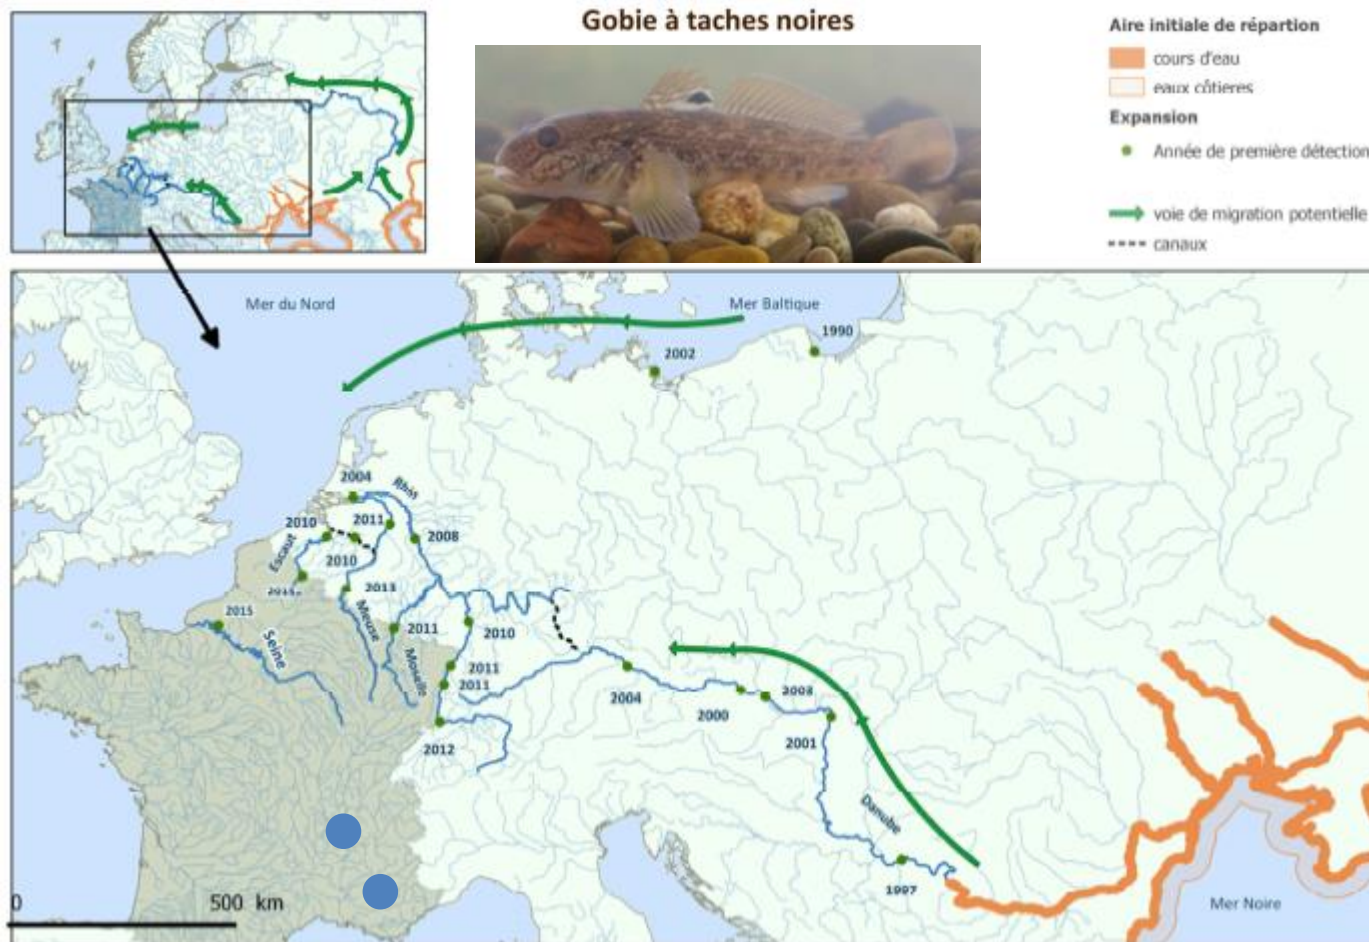 Gobie à taches noires
Aire initiale de répartion
cours d'eau
eaux côtieres
Expansion
Année de première détection
voie de migration potentielle
canaux
Mer du Nord
Mer Baltique
1990
2002
2004
Rhin
2010
2011
2008
Escaut
2010
2013
2015
Meuse
2011
2010
Seine
Moselle
2011
2011
2004
2003
2000
2012
2001
Danube
1997
0
500 km
Mer Noire